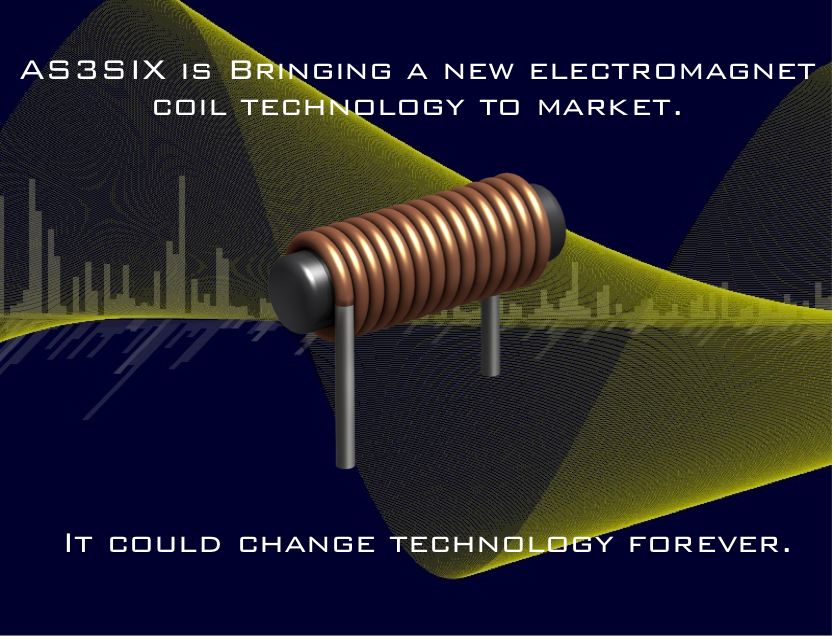 AS3SIX is Bringing a new electromagnet
coil technology to market.
It could change technology forever.